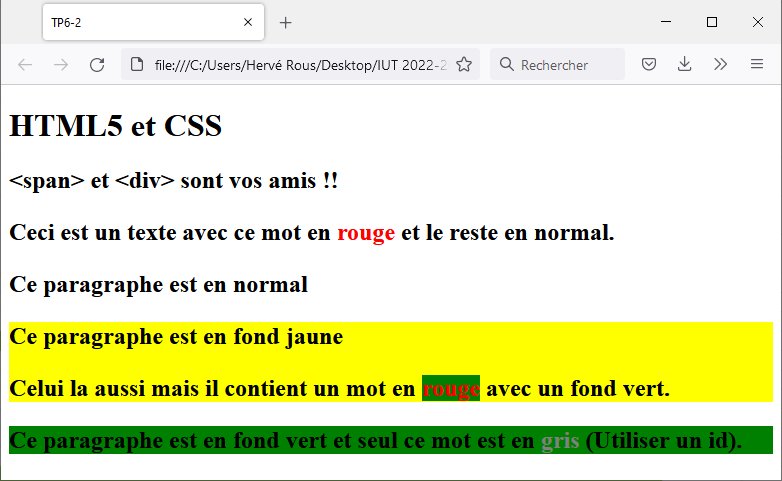 TP6-2
file:///C:/Users/Hervé Rous/Desktop/IUT 2022-2
Rechercher
HTML5 et CSS
<span> et <div> sont vos amis !!
Ceci est un texte avec ce mot en rouge et le reste en normal.
Ce paragraphe est en normal
Ce paragraphe est en fond jaune
Celui la aussi mais il contient un mot en rouge avec un fond vert.
Ce paragraphe est en fond vert et seul ce mot est en gris (Utiliser un id).